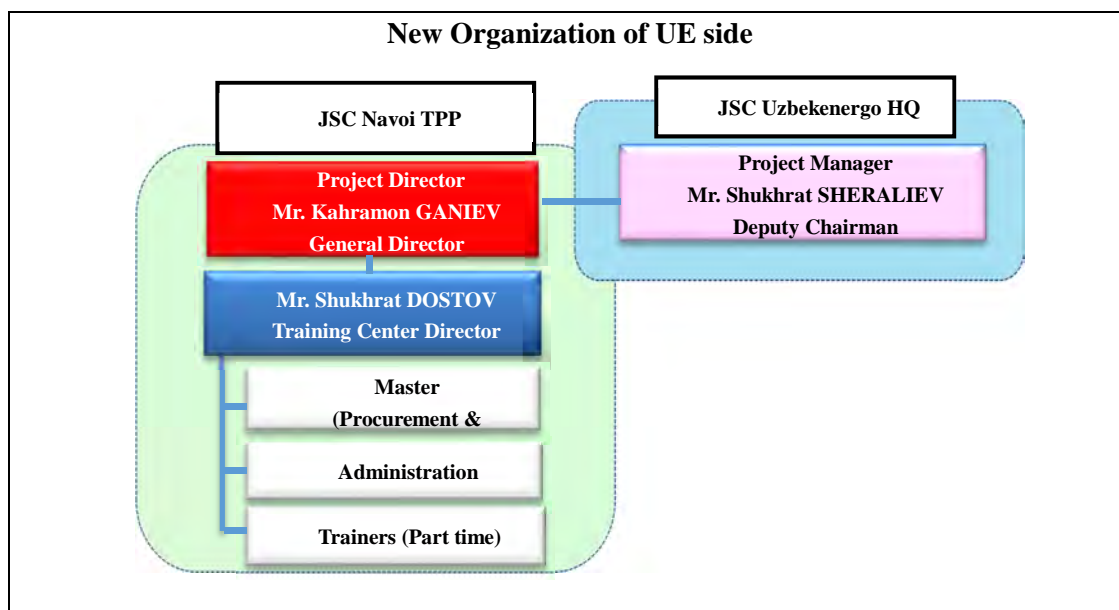 New Organization of UE side
JSC Navoi TPP
JSC Uzbekenergo HQ
Project Director
Mr. Kahramon GANIEV
General Director
Project Manager
Mr. Shukhrat SHERALIEV
Deputy Chairman
Mr. Shukhrat DOSTOV
Training Center Director
Master
(Procurement &
Administration
Trainers (Part time)